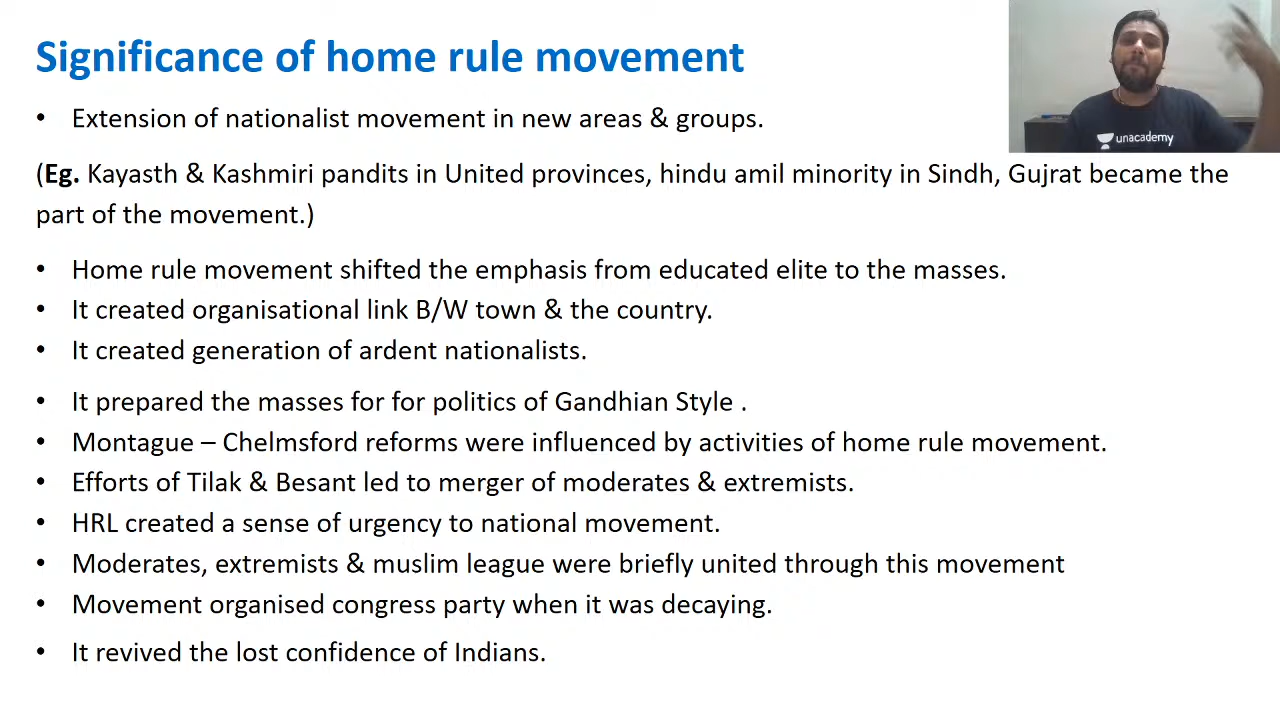 Significance of home rule movement
• Extension of nationalist movement in new areas & groups.
unacademy
(Eg. Kayasth & Kashmiri pandits in United provinces, hindu amil minority in Sindh, Gujrat became the
part of the movement.)
• Home rule movement shifted the emphasis from educated elite to the masses.
• It created organisational link B/W town & the country.
• It created generation of ardent nationalists.
• It prepared the masses for for politics of Gandhian Style .
• Montague – Chelmsford reforms were influenced by activities of home rule movement.
• Efforts of Tilak & Besant led to merger of moderates & extremists.
• HRL created a sense of urgency to national movement.
• Moderates, extremists & muslim league were briefly united through this movement
• Movement organised congress party when it was decaying.
• It revived the lost confidence of Indians.